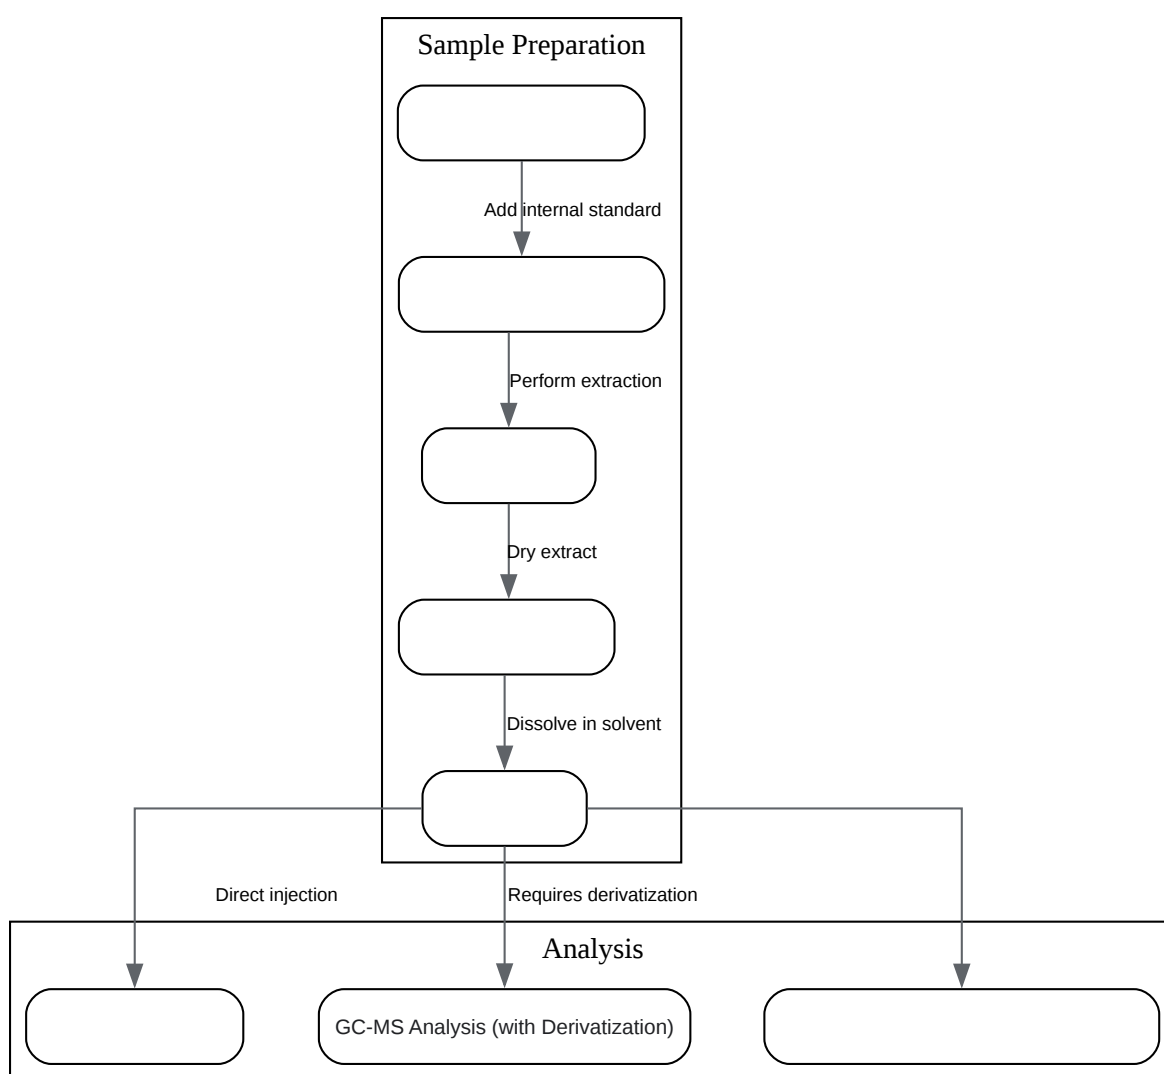 Sample Preparation
Add internal standard
Perform extraction
Dry extract
Dissolve in solvent
Direct injection
Requires derivatization
Analysis
GC-MS Analysis (with Derivatization)